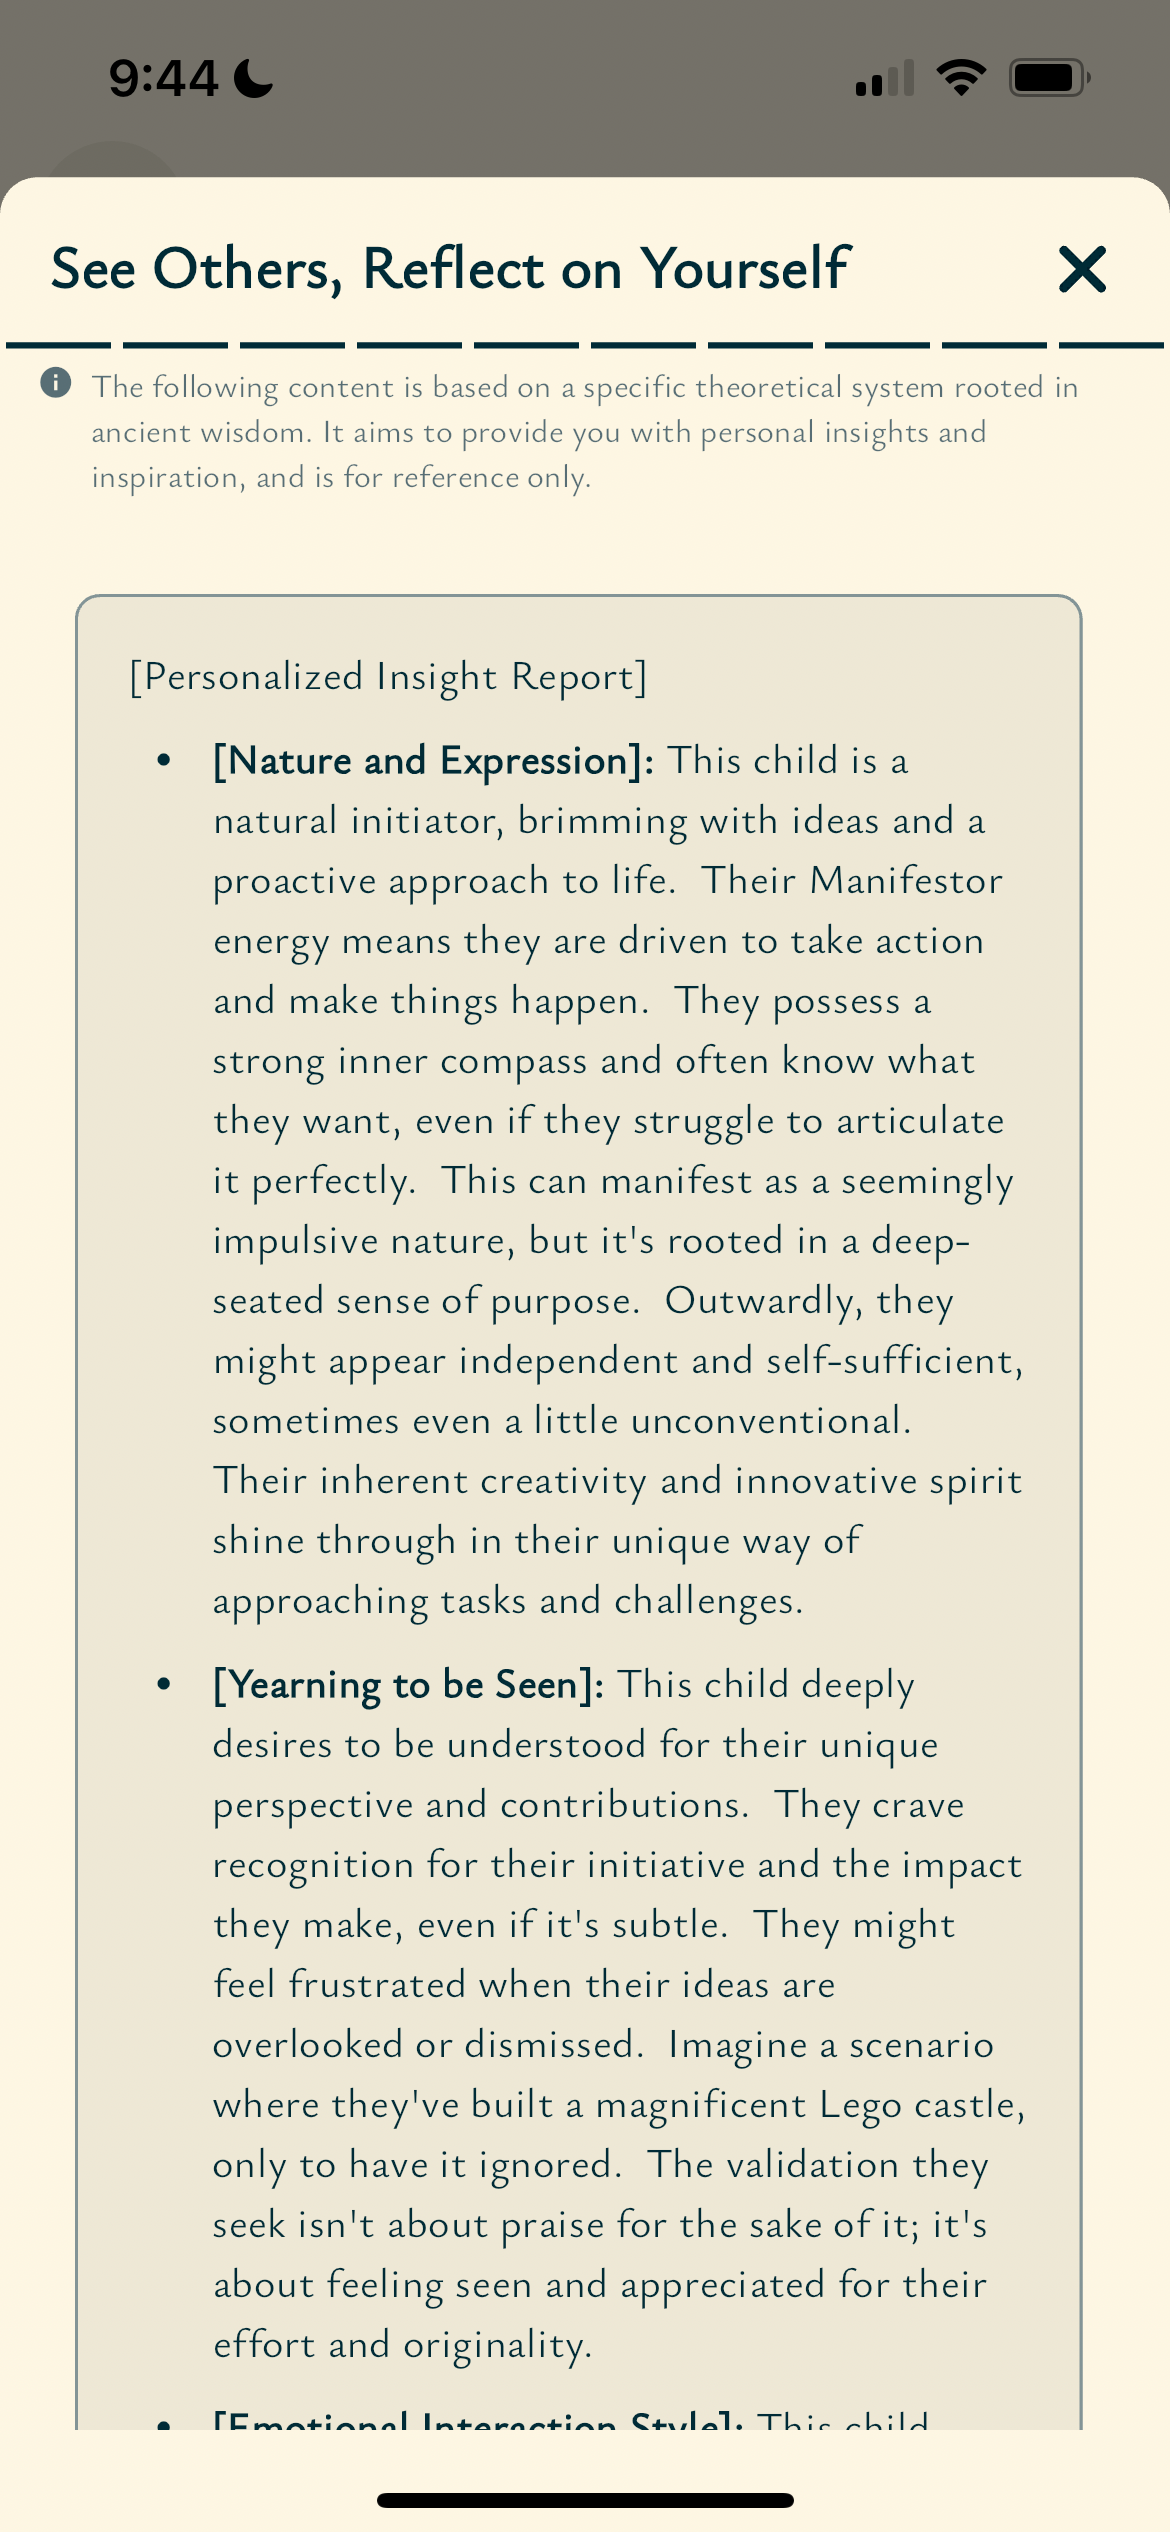 9:44
See Others, Reflect on Yourself
The following content is based on a specific theoretical system rooted in
ancient wisdom. It aims to provide you with personal insights and
inspiration, and is for reference only.
[Personalized Insight Report]
• [Nature and Expression]: This child is a
natural initiator, brimming with ideas and a
proactive approach to life.  Their Manifestor
energy means they are driven to take action
and make things happen.  They possess a
strong inner compass and often know what
they want, even if they struggle to articulate
it perfectly.  This can manifest as a seemingly
impulsive nature, but it's rooted in a deep-
seated sense of purpose.  Outwardly, they
might appear independent and self-sufficient,
sometimes even a little unconventional.
Their inherent creativity and innovative spirit
shine through in their unique way of
approaching tasks and challenges.
• [Yearning to be Seen]: This child deeply
desires to be understood for their unique
perspective and contributions.  They crave
recognition for their initiative and the impact
they make, even if it's subtle.  They might
feel frustrated when their ideas are
overlooked or dismissed.  Imagine a scenario
where they've built a magnificent Lego castle,
only to have it ignored.  The validation they
seek isn't about praise for the sake of it; it's
about feeling seen and appreciated for their
effort and originality.
• [Emotional Interaction Style]: This child